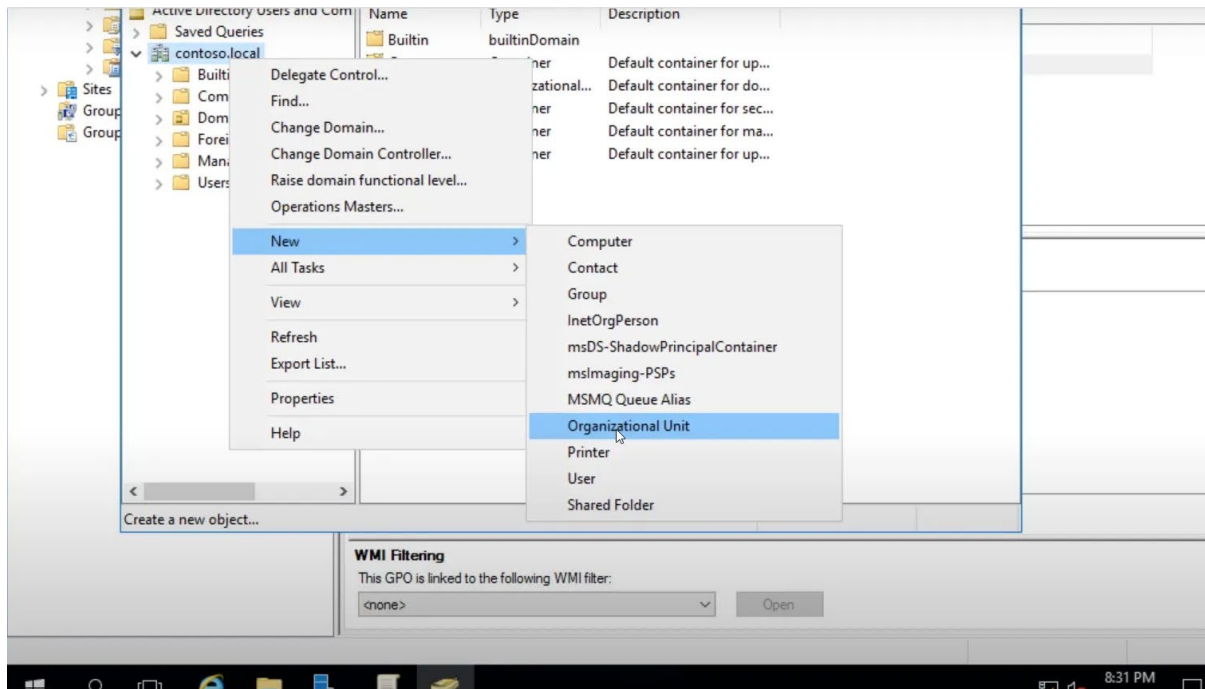 Active Directory Users and Com
Saved Queries
contoso.local
Builti
Com
Dom
Forei
Mana
Users
Sites
Group
Group
Name Type Description
Builtin builtinDomain
ner Default container for up...
zational... Default container for do...
ner Default container for sec...
ner Default container for ma...
ner Default container for up...
Delegate Control...
Find...
Change Domain...
Change Domain Controller...
Raise domain functional level...
Operations Masters...
New
All Tasks
View
Refresh
Export List...
Properties
Help
Computer
Contact
Group
InetOrgPerson
msDS-ShadowPrincipalContainer
msImaging-PSPs
MSMQ Queue Alias
Organizational Unit
Printer
User
Shared Folder
Create a new object...
WMI Filtering
This GPO is linked to the following WMI filter:
<none>
Open
8:31 PM